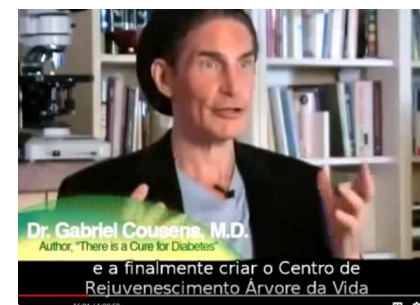 Dr. Gabriel Cousens, M.D.
Author, "There is a Cure for Diabetes"
e a finalmente criar o Centro de
Rejuvenescimento Árvore da Vida